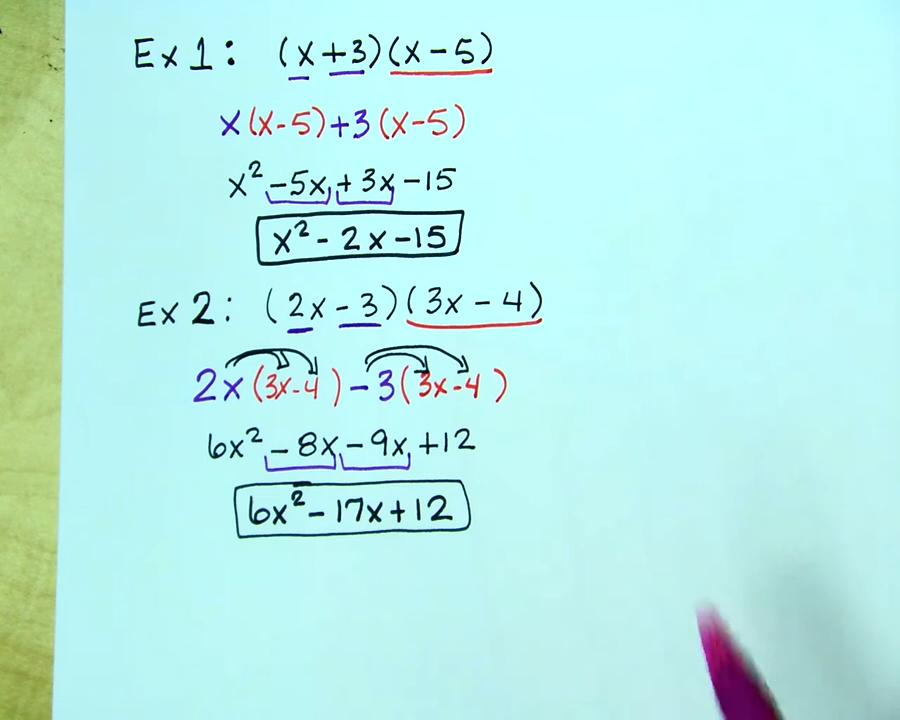 Ex 1: (x + 3)(x - 5)
x(x - 5) + 3(x - 5)
x² - 5x + 3x - 15
x² - 2x - 15
Ex 2: (2x - 3)(3x - 4)
2x(3x - 4) - 3(3x - 4)
6x² - 8x - 9x + 12
6x² - 17x + 12